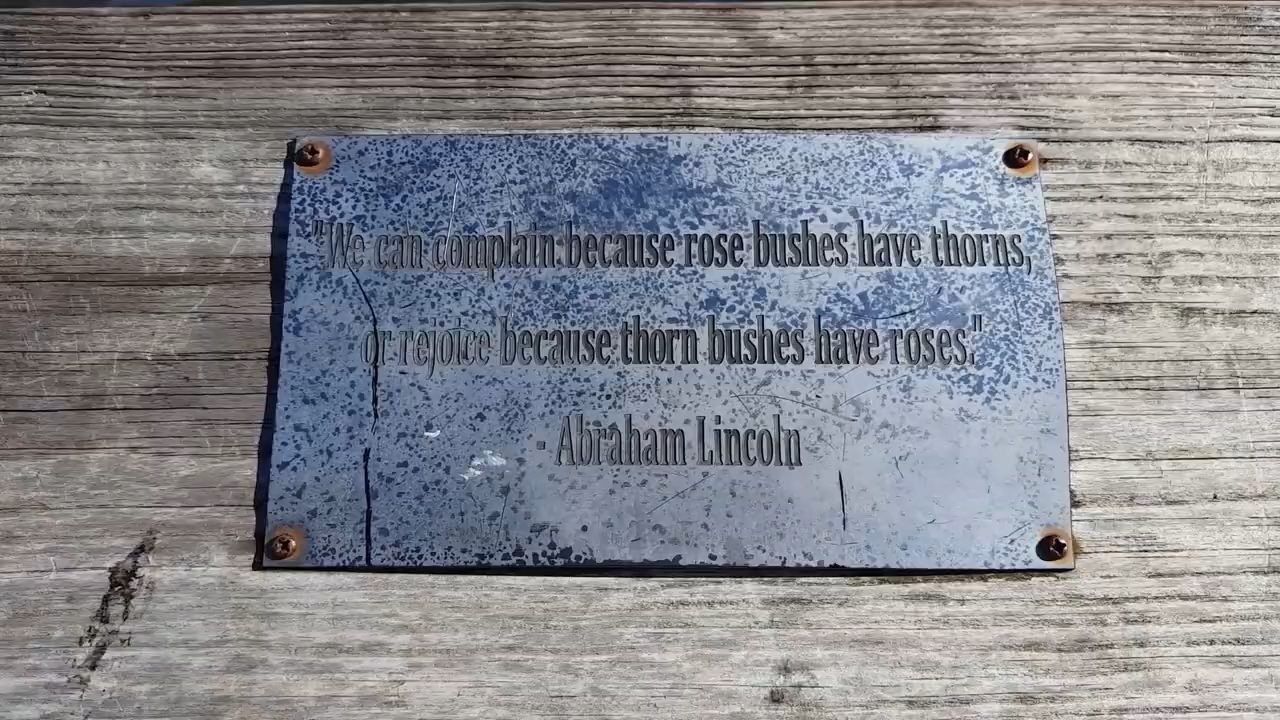 "We can complain because rose bushes have thorns,
or rejoice because thorn bushes have roses."
- Abraham Lincoln